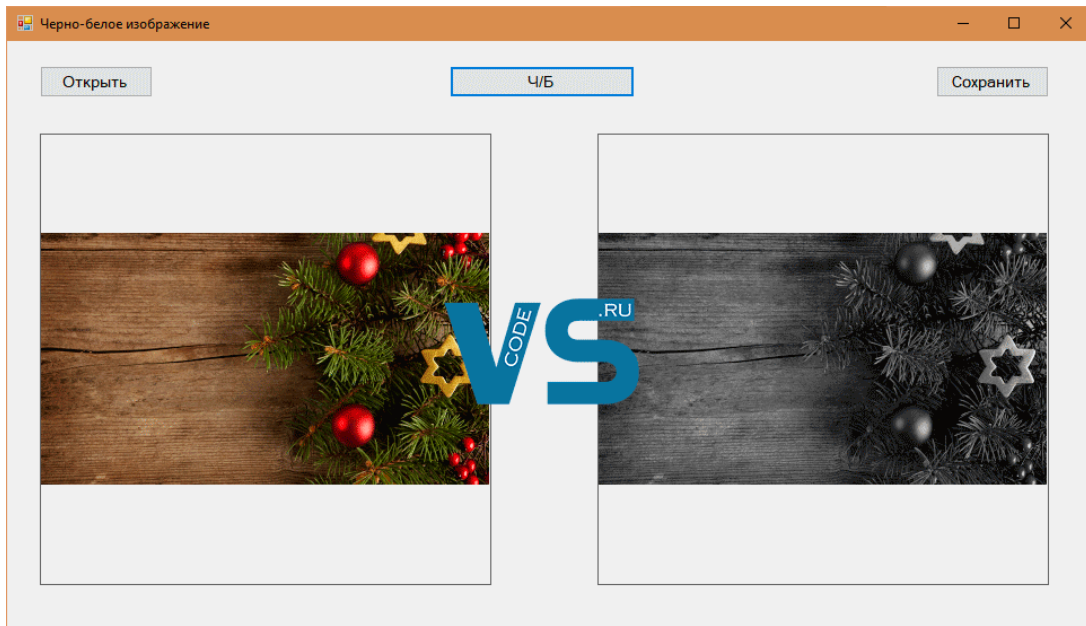 Черно-белое изображение
Открыть
Ч/Б
Сохранить
VS
CODE
.RU